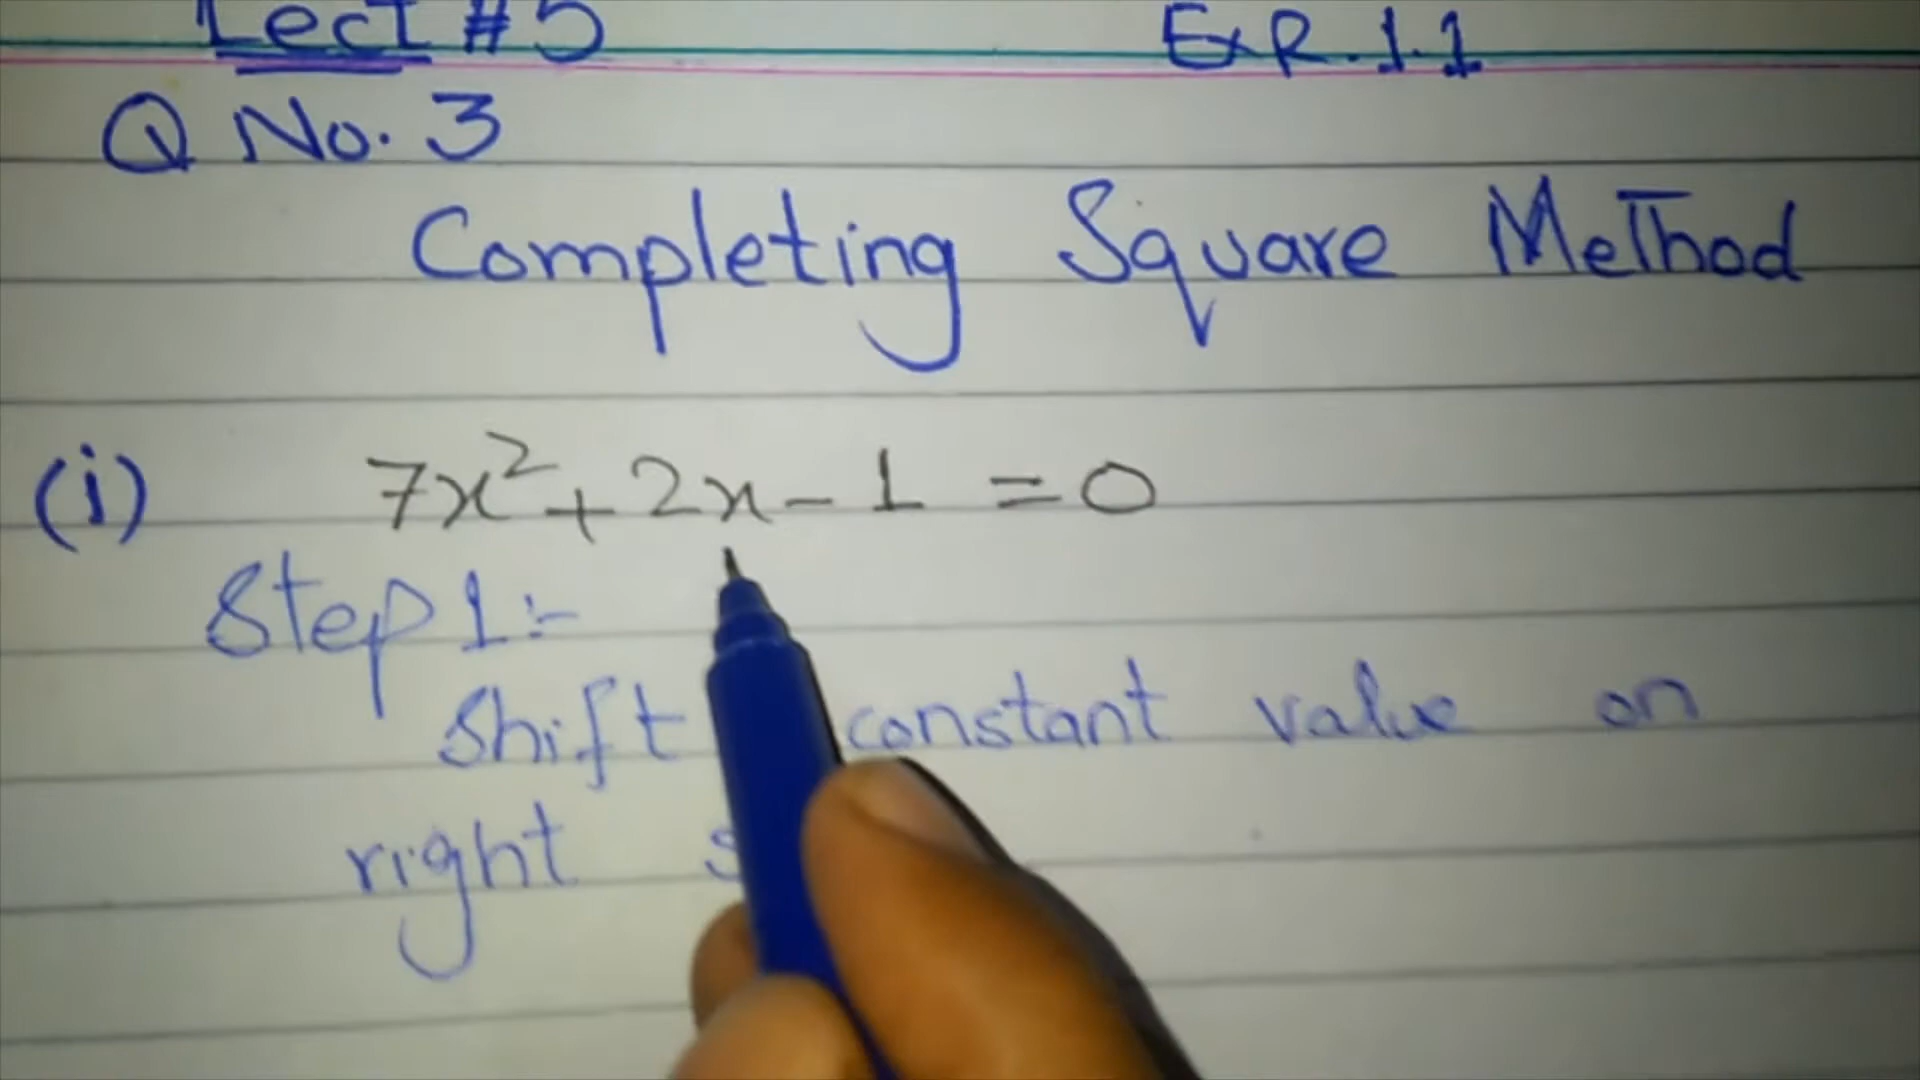 Lect #5 Ex R. 1.1
Q No. 3
Completing Square Method
(i) 7x² + 2x - 1 = 0
Step 1:-
Shift constant value on
right